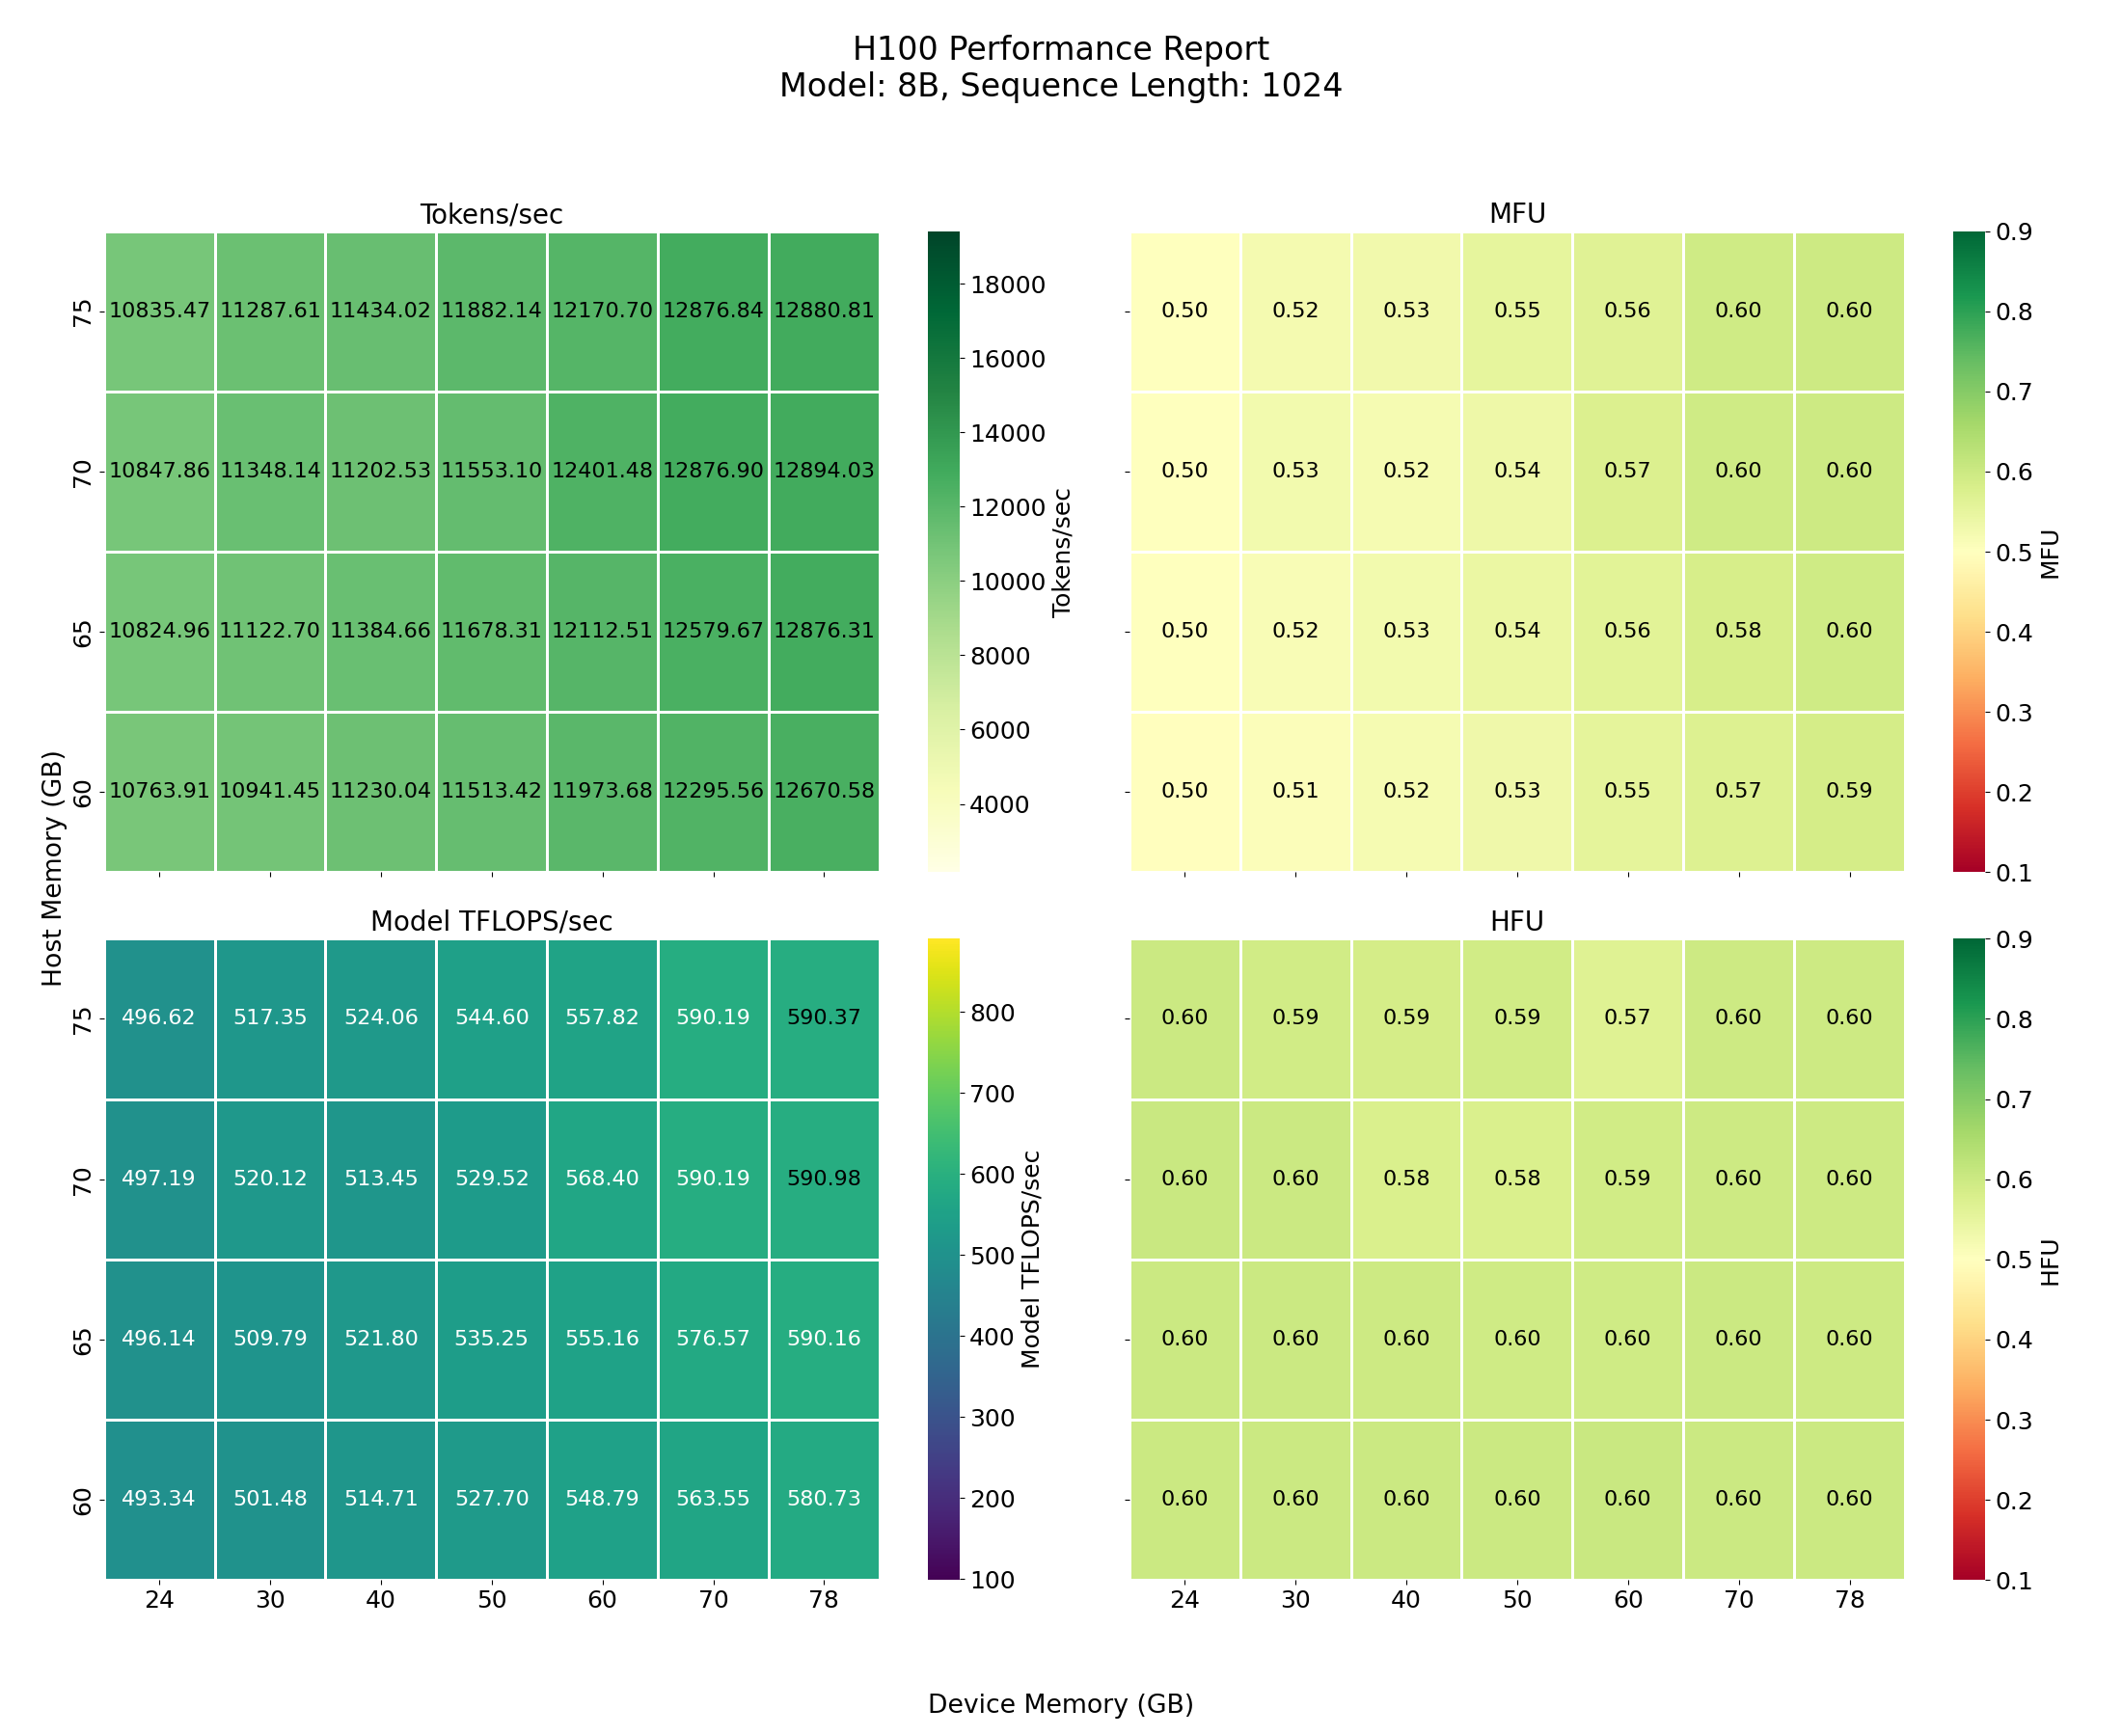 H100 Performance Report
Model: 8B, Sequence Length: 1024
Host Memory (GB)
Tokens/sec
75 10835.47 11287.61 11434.02 11882.14 12170.70 12876.84 12880.81
70 10847.86 11348.14 11202.53 11553.10 12401.48 12876.90 12894.03
65 10824.96 11122.70 11384.66 11678.31 12112.51 12579.67 12876.31
60 10763.91 10941.45 11230.04 11513.42 11973.68 12295.56 12670.58
18000
16000
14000
12000
10000
8000
6000
4000
Tokens/sec
MFU
0.50 0.52 0.53 0.55 0.56 0.60 0.60
0.50 0.53 0.52 0.54 0.57 0.60 0.60
0.50 0.52 0.53 0.54 0.56 0.58 0.60
0.50 0.51 0.52 0.53 0.55 0.57 0.59
0.9
0.8
0.7
0.6
0.5
0.4
0.3
0.2
0.1
MFU
Model TFLOPS/sec
75 496.62 517.35 524.06 544.60 557.82 590.19 590.37
70 497.19 520.12 513.45 529.52 568.40 590.19 590.98
65 496.14 509.79 521.80 535.25 555.16 576.57 590.16
60 493.34 501.48 514.71 527.70 548.79 563.55 580.73
24 30 40 50 60 70 78
800
700
600
500
400
300
200
100
Model TFLOPS/sec
HFU
0.60 0.59 0.59 0.59 0.57 0.60 0.60
0.60 0.60 0.58 0.58 0.59 0.60 0.60
0.60 0.60 0.60 0.60 0.60 0.60 0.60
0.60 0.60 0.60 0.60 0.60 0.60 0.60
24 30 40 50 60 70 78
0.9
0.8
0.7
0.6
0.5
0.4
0.3
0.2
0.1
HFU
Device Memory (GB)